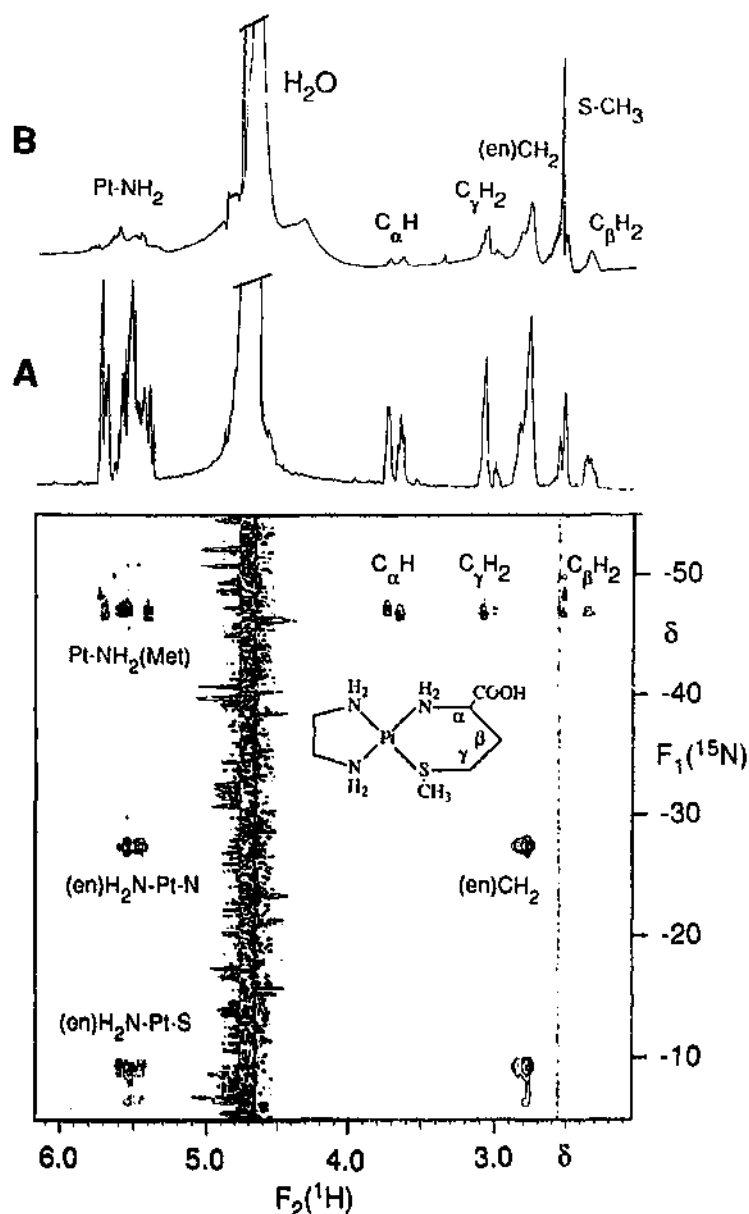 B
H2O
S-CH3
(en)CH2
Pt-NH2
CγH2
CαH
CβH2
A
CαH
CγH2
CβH2
-50
δ
Pt-NH2(Met)
-40
H2
N
H2
N
COOH
α
Pt
β
γ
F1(15N)
N
H2
S
CH3
-30
(en)H2N-Pt-N
(en)CH2
-20
(en)H2N-Pt-S
-10
6.0
5.0
4.0
3.0
δ
F2(1H)